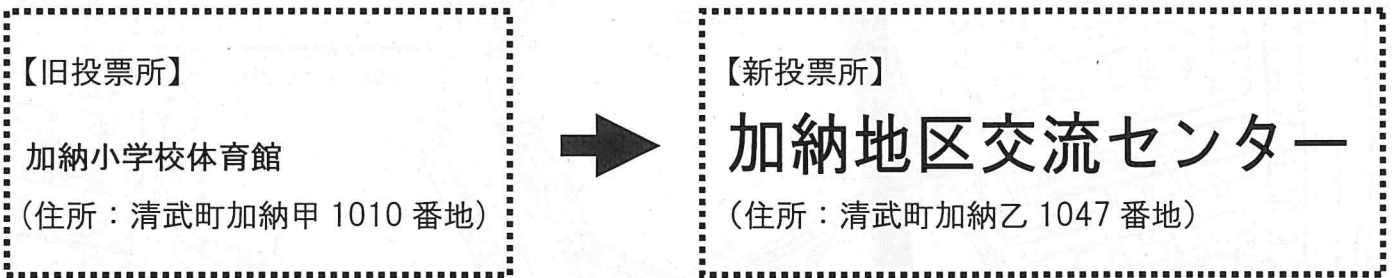 【旧投票所】
加納小学校体育館
(住所：清武町加納甲 1010 番地)
【新投票所】
加納地区交流センター
(住所：清武町加納乙 1047 番地)